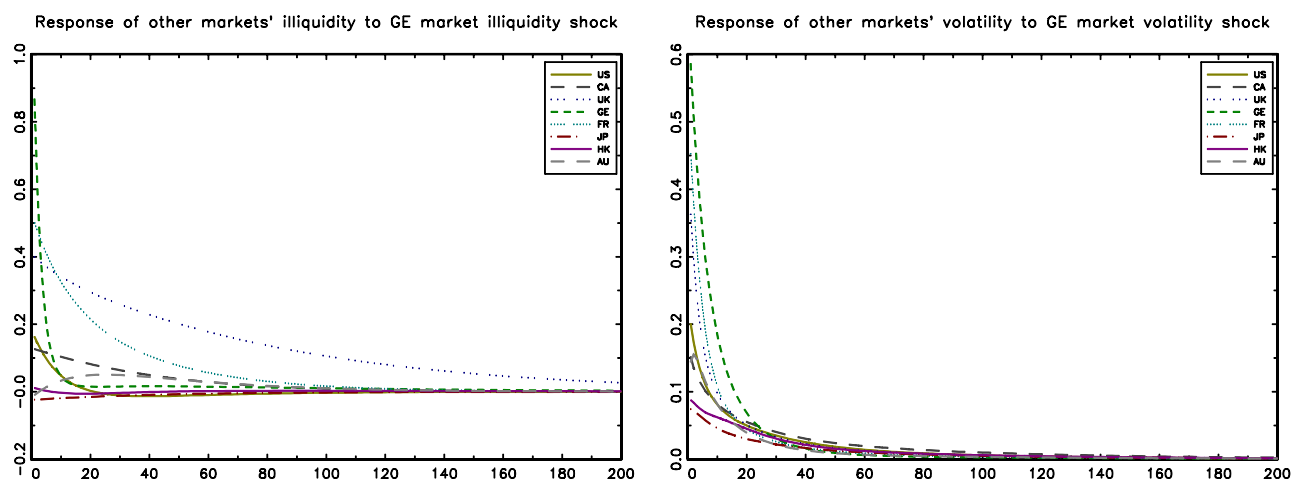 Response of other markets' illiquidity to GE market illiquidity shock
1.0
0.8
0.6
0.4
0.2
−0.0
−0.2
0 20 40 60 80 100 120 140 160 180 200
US
CA
UK
GE
FR
JP
HK
AU
Response of other markets' volatility to GE market volatility shock
0.6
0.5
0.4
0.3
0.2
0.1
0.0
0 20 40 60 80 100 120 140 160 180 200
US
CA
UK
GE
FR
JP
HK
AU